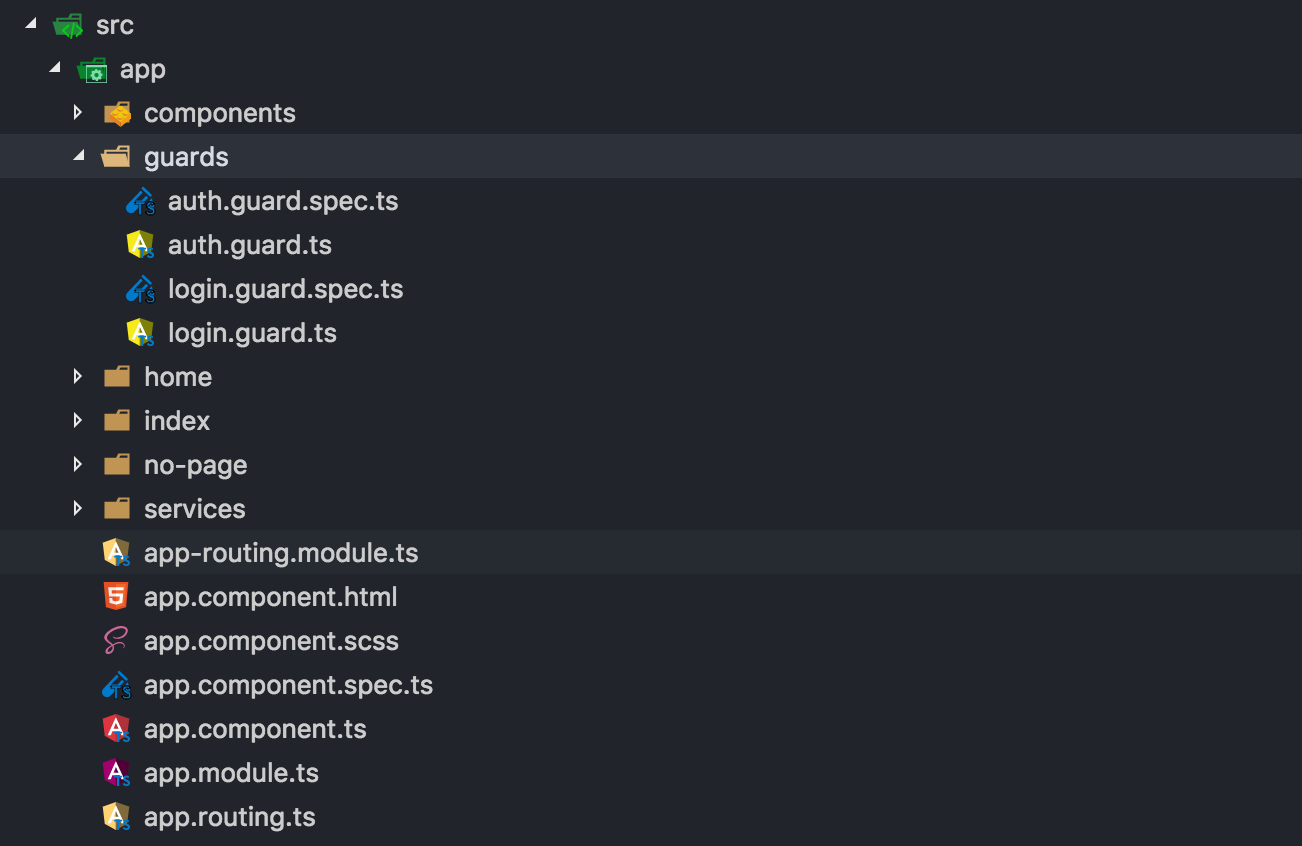 src
app
components
guards
auth.guard.spec.ts
auth.guard.ts
login.guard.spec.ts
login.guard.ts
home
index
no-page
services
app-routing.module.ts
app.component.html
app.component.scss
app.component.spec.ts
app.component.ts
app.module.ts
app.routing.ts